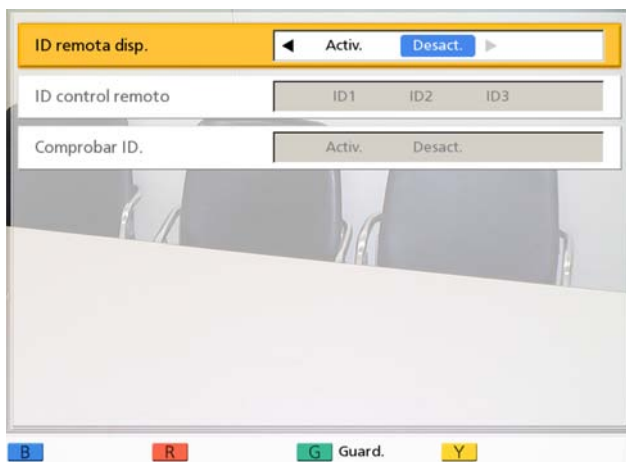 ID remota disp. Activ. Desact.
ID control remoto ID1 ID2 ID3
Comprobar ID. Activ. Desact.
B R G Guard. Y